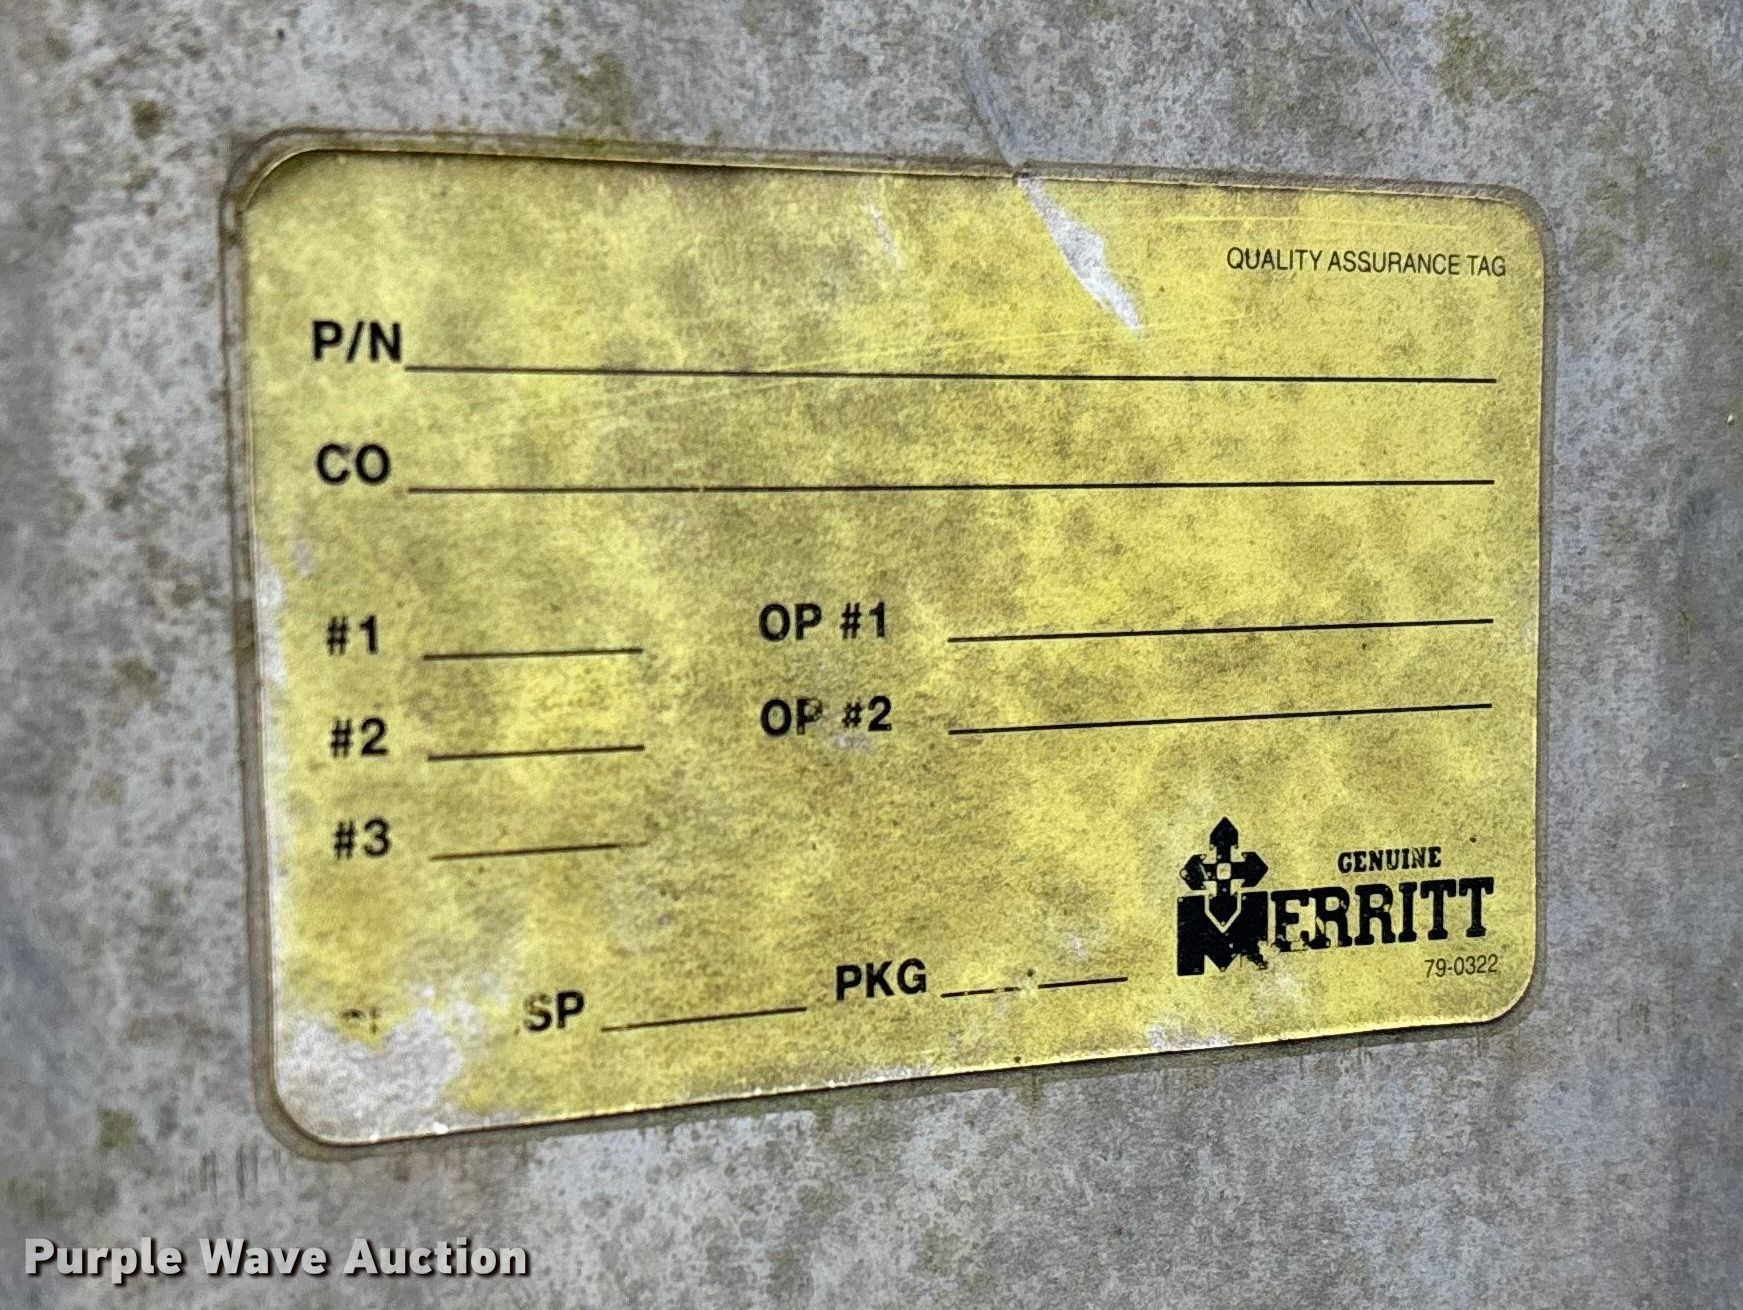 QUALITY ASSURANCE TAG
P/N
CO
#1 OP #1
#2 OP #2
#3
GENUINE
MERRITT
SP PKG
79-0322
Purple Wave Auction